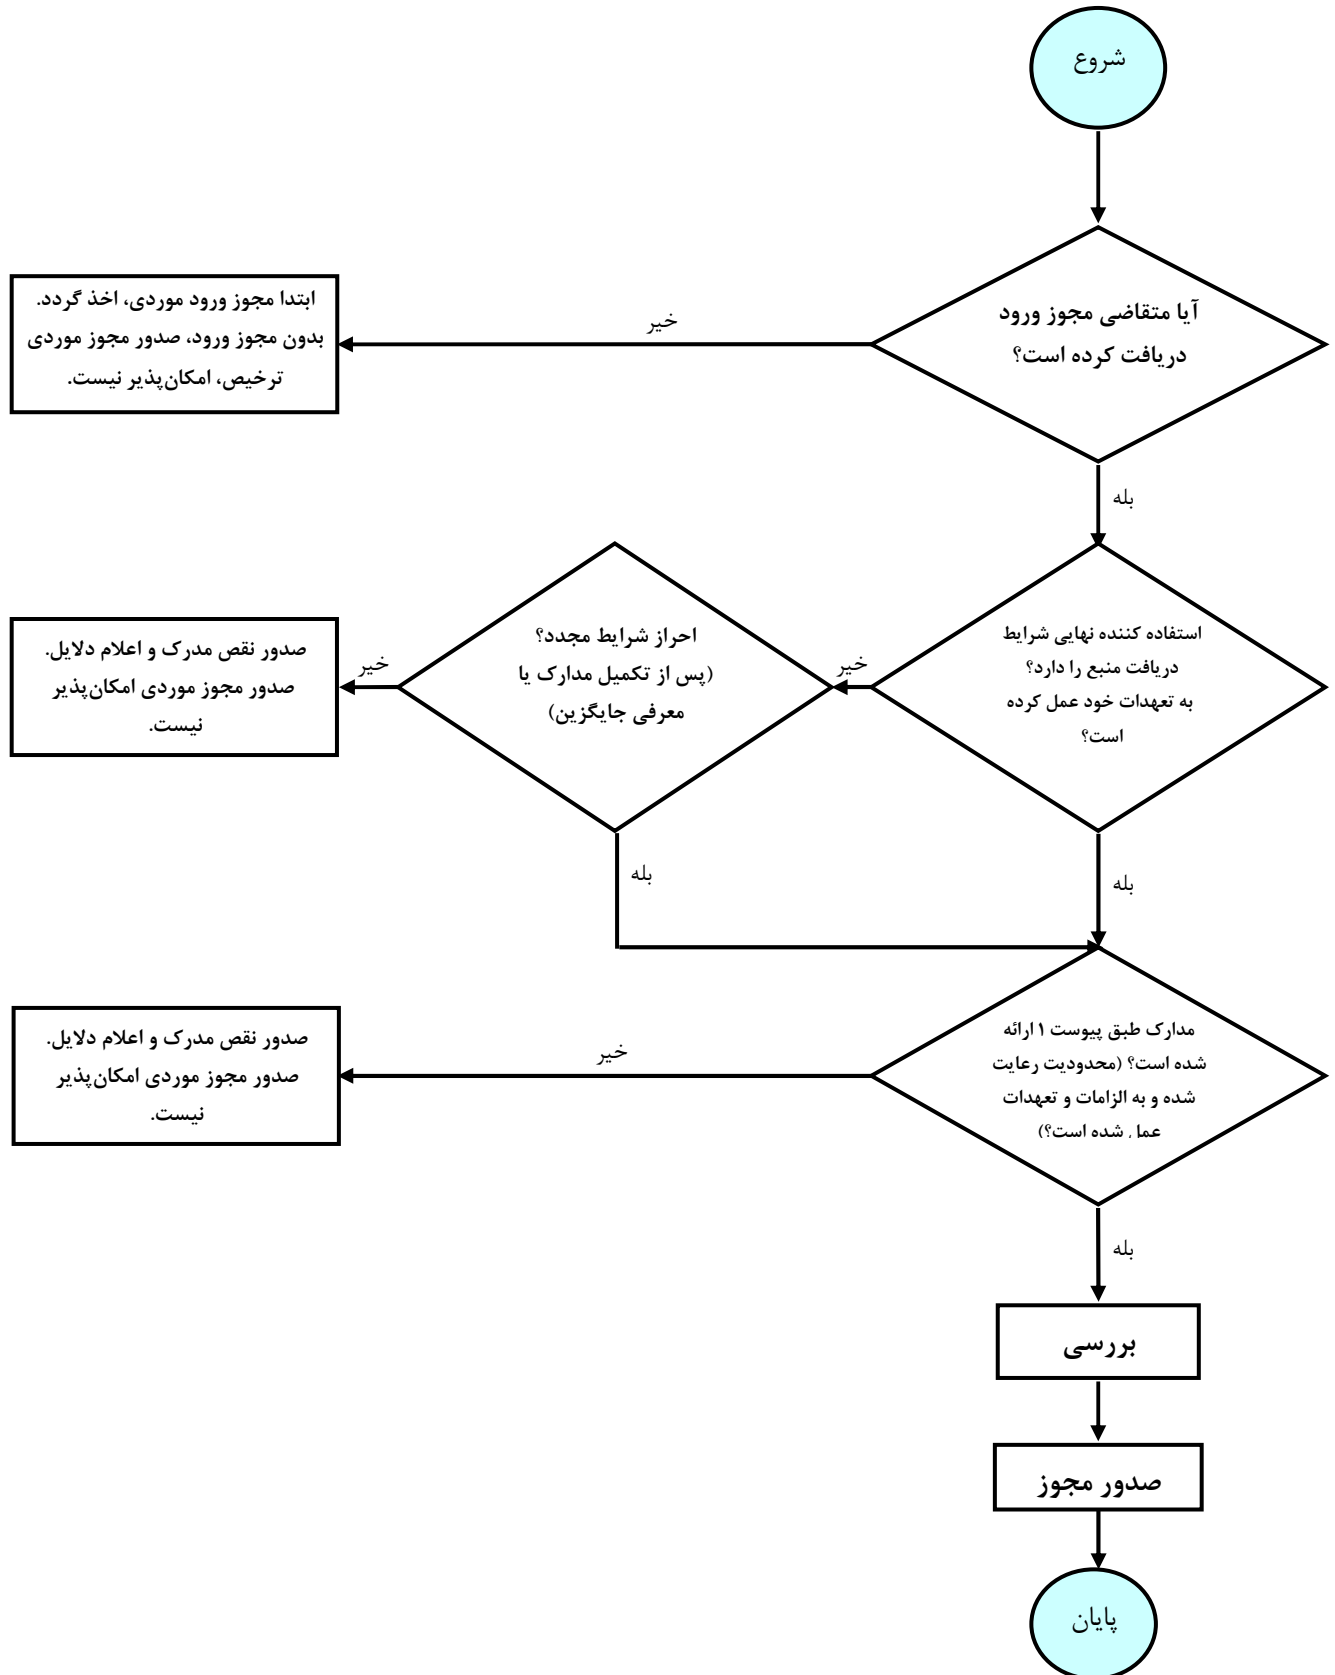 شروع
آیا متقاضی مجوز ورود
دریافت کرده است؟
خیر
ابتدا مجوز ورود موردی، اخذ گردد.
بدون مجوز ورود، صدور مجوز موردی
ترخیص، امکان‌پذیر نیست.
بله
استفاده کننده نهایی شرایط
دریافت منبع را دارد؟
به تعهدات خود عمل کرده
است؟
خیر
احراز شرایط مجدد؟
(پس از تکمیل مدارک یا
معرفی جایگزین)
خیر
صدور نقص مدرک و اعلام دلایل.
صدور مجوز موردی امکان‌پذیر
نیست.
بله
بله
مدارک طبق پیوست ۱ ارائه
شده است؟ (محدودیت رعایت
شده و به الزامات و تعهدات
عمل شده است؟)
خیر
صدور نقص مدرک و اعلام دلایل.
صدور مجوز موردی امکان‌پذیر
نیست.
بله
بررسی
صدور مجوز
پایان